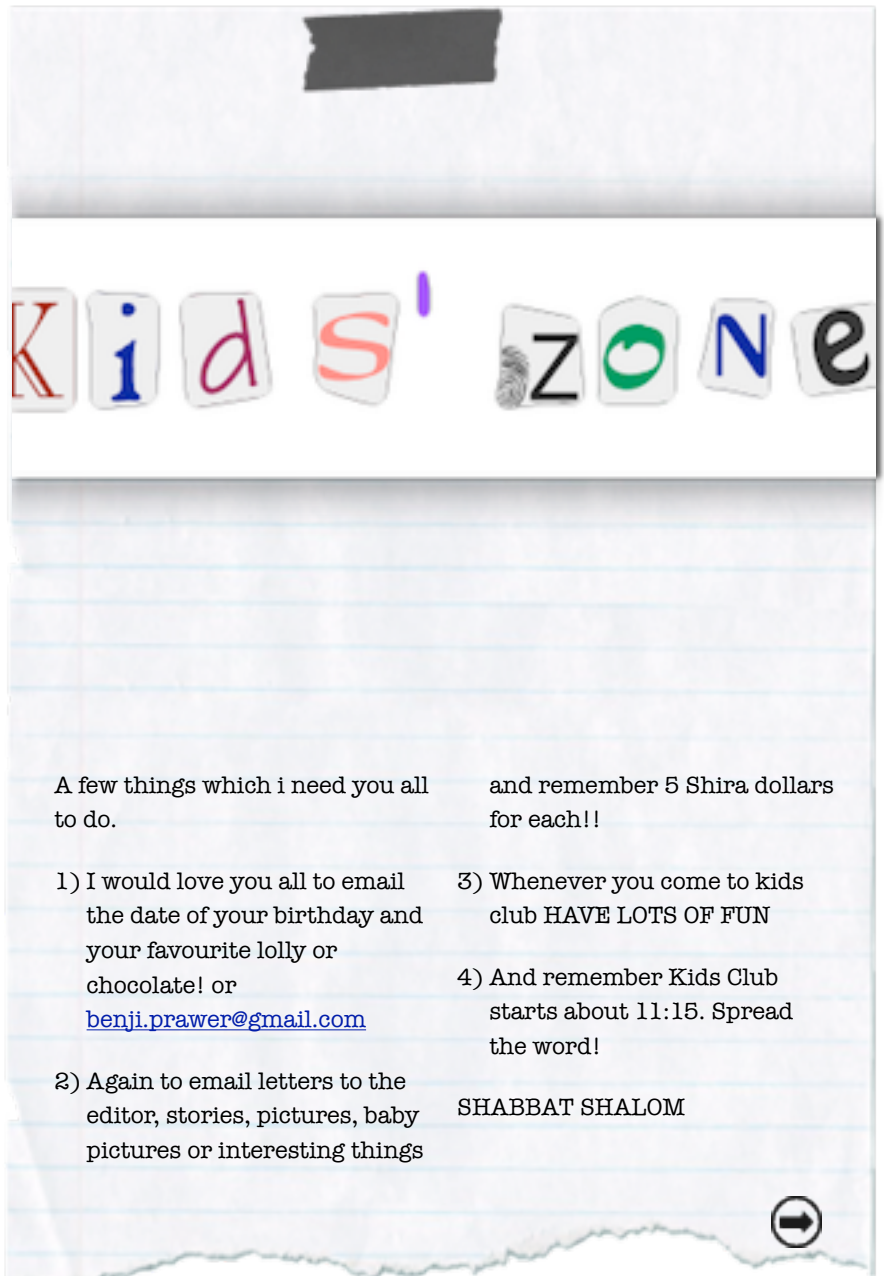 Kids' zone
A few things which i need you all
to do.
1) I would love you all to email
the date of your birthday and
your favourite lolly or
chocolate! or
benji.prawer@gmail.com
2) Again to email letters to the
editor, stories, pictures, baby
pictures or interesting things
and remember 5 Shira dollars
for each!!
3) Whenever you come to kids
club HAVE LOTS OF FUN
4) And remember Kids Club
starts about 11:15. Spread
the word!
SHABBAT SHALOM